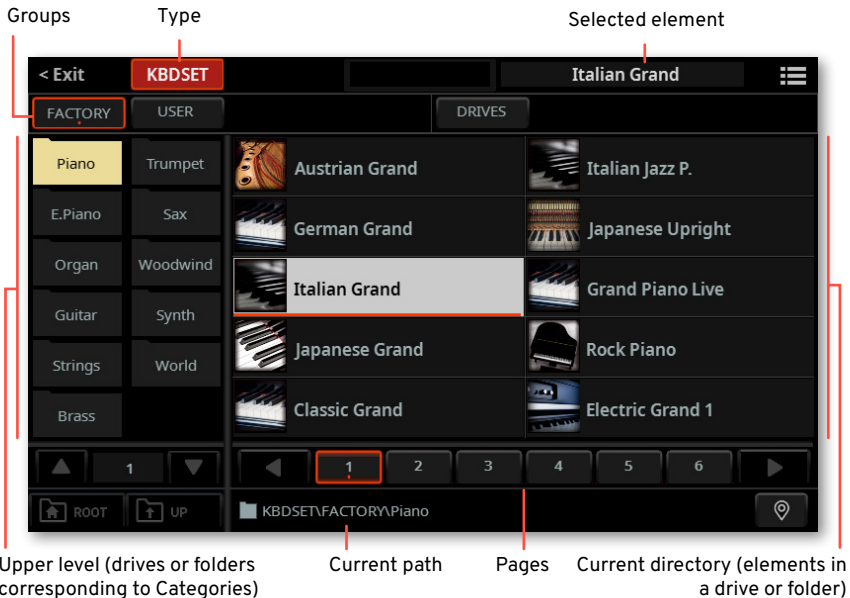 Groups
Type
Selected element
< Exit
KBDSET
Italian Grand
FACTORY
USER
DRIVES
Piano
Trumpet
Austrian Grand
Italian Jazz P.
E.Piano
Sax
German Grand
Japanese Upright
Organ
Woodwind
Italian Grand
Grand Piano Live
Guitar
Synth
Japanese Grand
Rock Piano
Strings
World
Classic Grand
Electric Grand 1
Brass
1
1
2
3
4
5
6
ROOT
UP
KBDSET\FACTORY\Piano
Upper level (drives or folders
corresponding to Categories)
Current path
Pages
Current directory (elements in
a drive or folder)